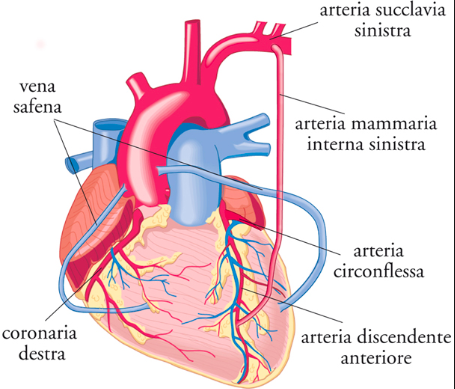 arteria succlavia
sinistra
vena
safena
arteria mammaria
interna sinistra
arteria
circonflessa
coronaria
destra
arteria discendente
anteriore